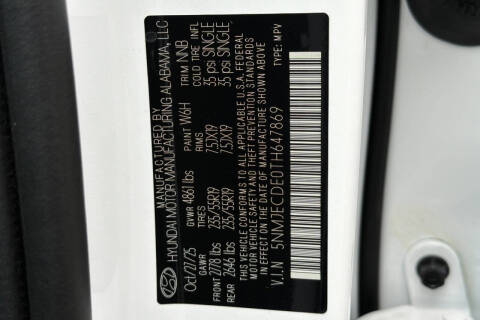 MANUFACTURED BY
HYUNDAI MOTOR MANUFACTURING ALABAMA, LLC
Oct/27/25 GVWR 4861 lbs PAINT W6H TRIM NNB
GAWR TIRES RIMS COLD TIRE INFL
FRONT 2778 lbs 235/55R19 7.5JX19 35 psi SINGLE
REAR 2646 lbs 235/55R19 7.5JX19 35 psi SINGLE
THIS VEHICLE CONFORMS TO ALL APPLICABLE U.S.A. FEDERAL
MOTOR VEHICLE SAFETY AND THEFT PREVENTION STANDARDS
IN EFFECT ON THE DATE OF MANUFACTURE SHOWN ABOVE.
V.I.N 5NMJECDE0TH647869 TYPE: MPV